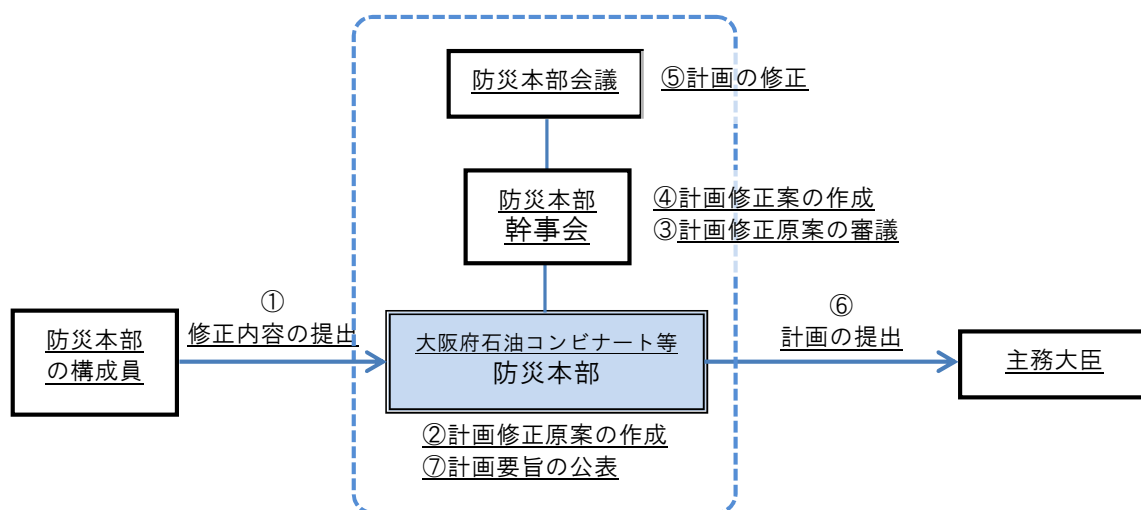 防災本部会議
⑤計画の修正
防災本部
幹事会
④計画修正案の作成
③計画修正原案の審議
①
修正内容の提出
防災本部
の構成員
大阪府石油コンビナート等
防災本部
⑥
計画の提出
主務大臣
②計画修正原案の作成
⑦計画要旨の公表